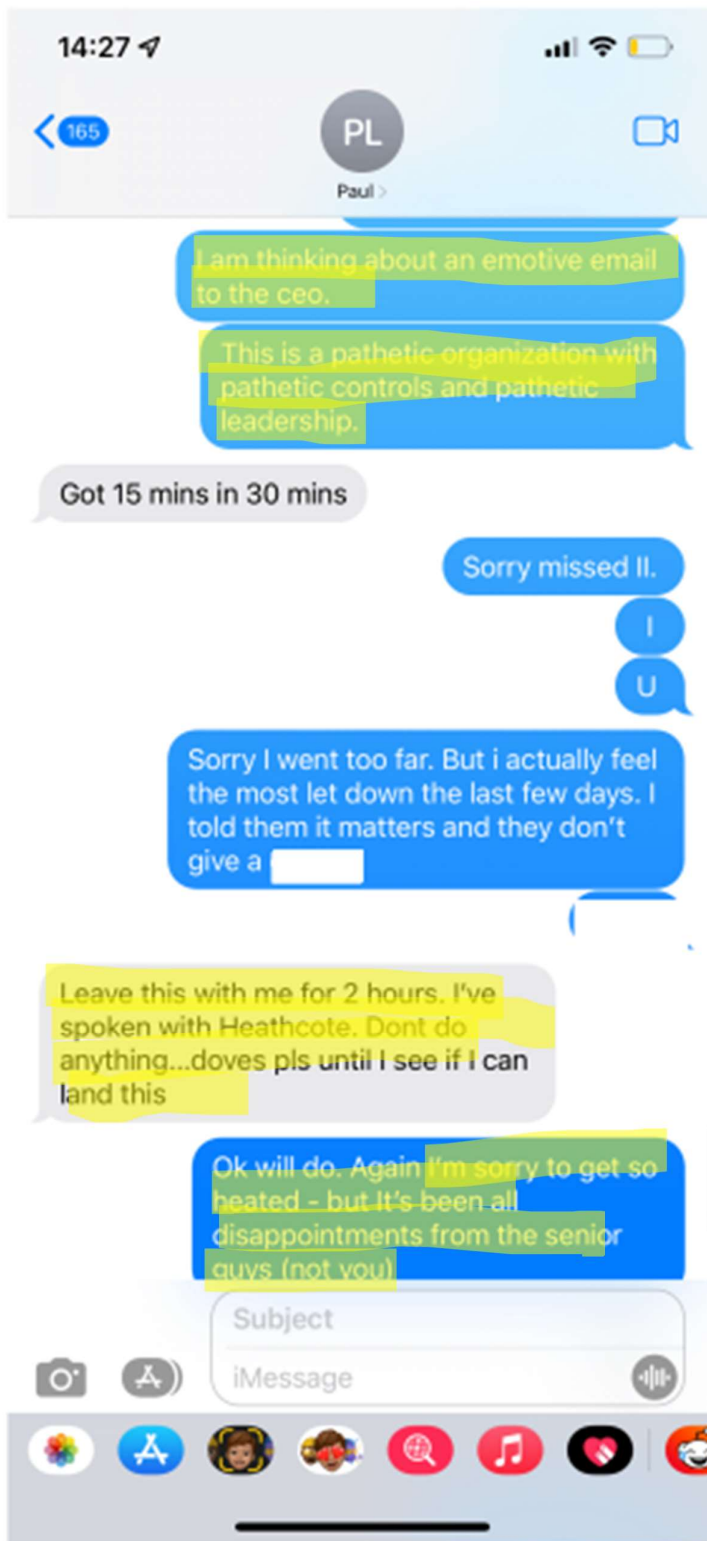 14:27
165
PL
Paul
I am thinking about an emotive email
to the ceo.
This is a pathetic organization with
pathetic controls and pathetic
leadership.
Got 15 mins in 30 mins
Sorry missed II.
I
U
Sorry I went too far. But i actually feel
the most let down the last few days. I
told them it matters and they don't
give a
Leave this with me for 2 hours. I've
spoken with Heathcote. Dont do
anything...doves pls until I see if I can
land this
Ok will do. Again I'm sorry to get so
heated - but It's been all
disappointments from the senior
guys (not you)
Subject
iMessage